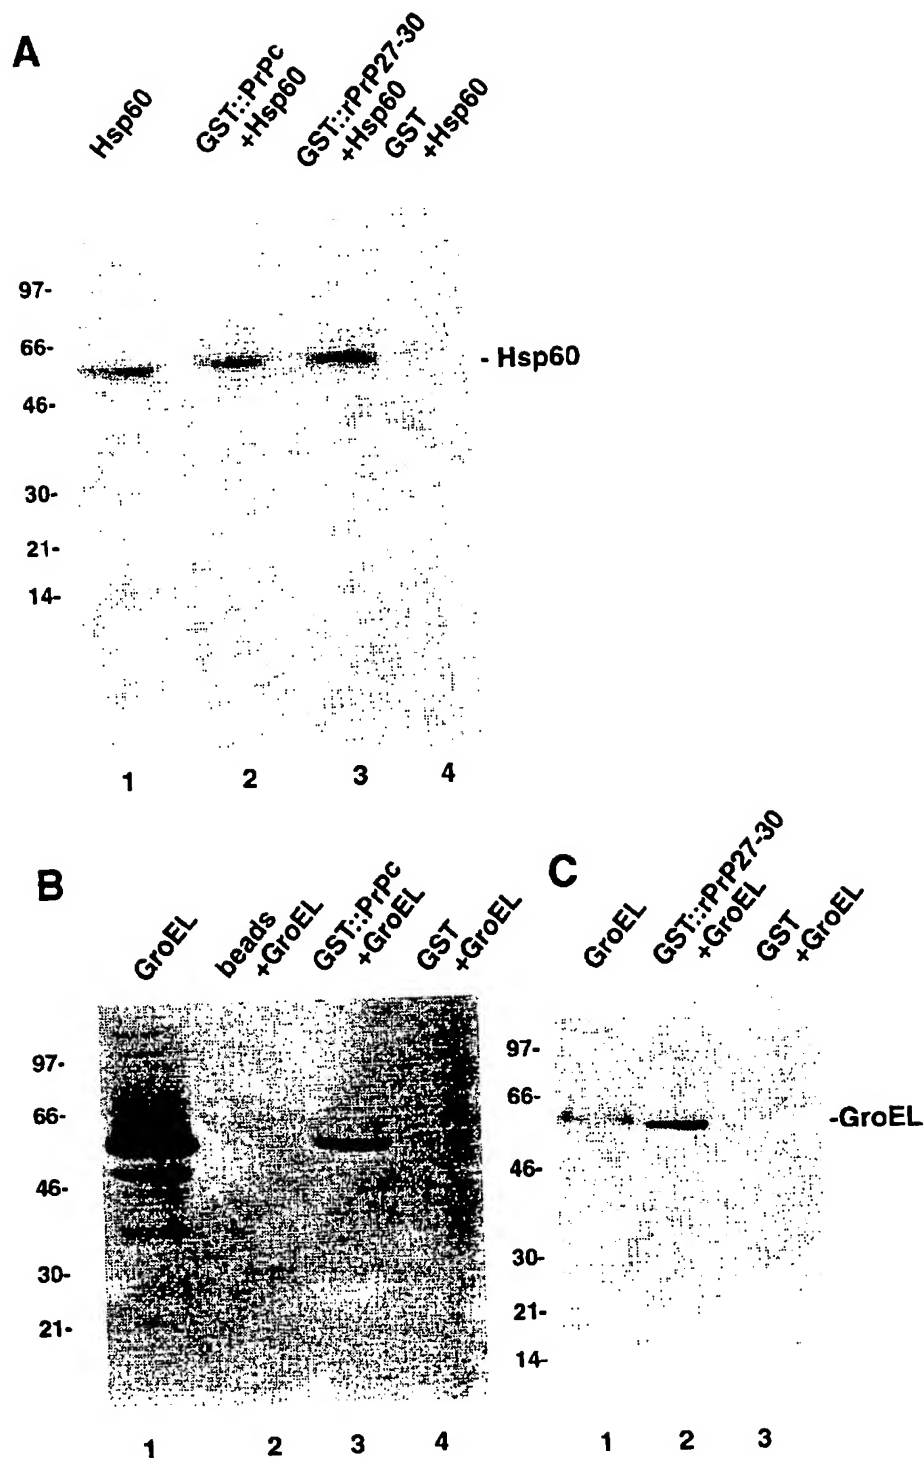 A
Hsp60
GST::PrPc
+Hsp60
GST::rPrP27-30
+Hsp60
GST
+Hsp60
97-
66-
46-
30-
21-
14-
- Hsp60
1 2 3 4
B
GroEL
beads
+GroEL
GST::PrPc
+GroEL
GST
+GroEL
97-
66-
46-
30-
21-
1 2 3 4
C
GroEL
GST::rPrP27-30
+GroEL
GST
+GroEL
97-
66-
46-
30-
21-
14-
-GroEL
1 2 3